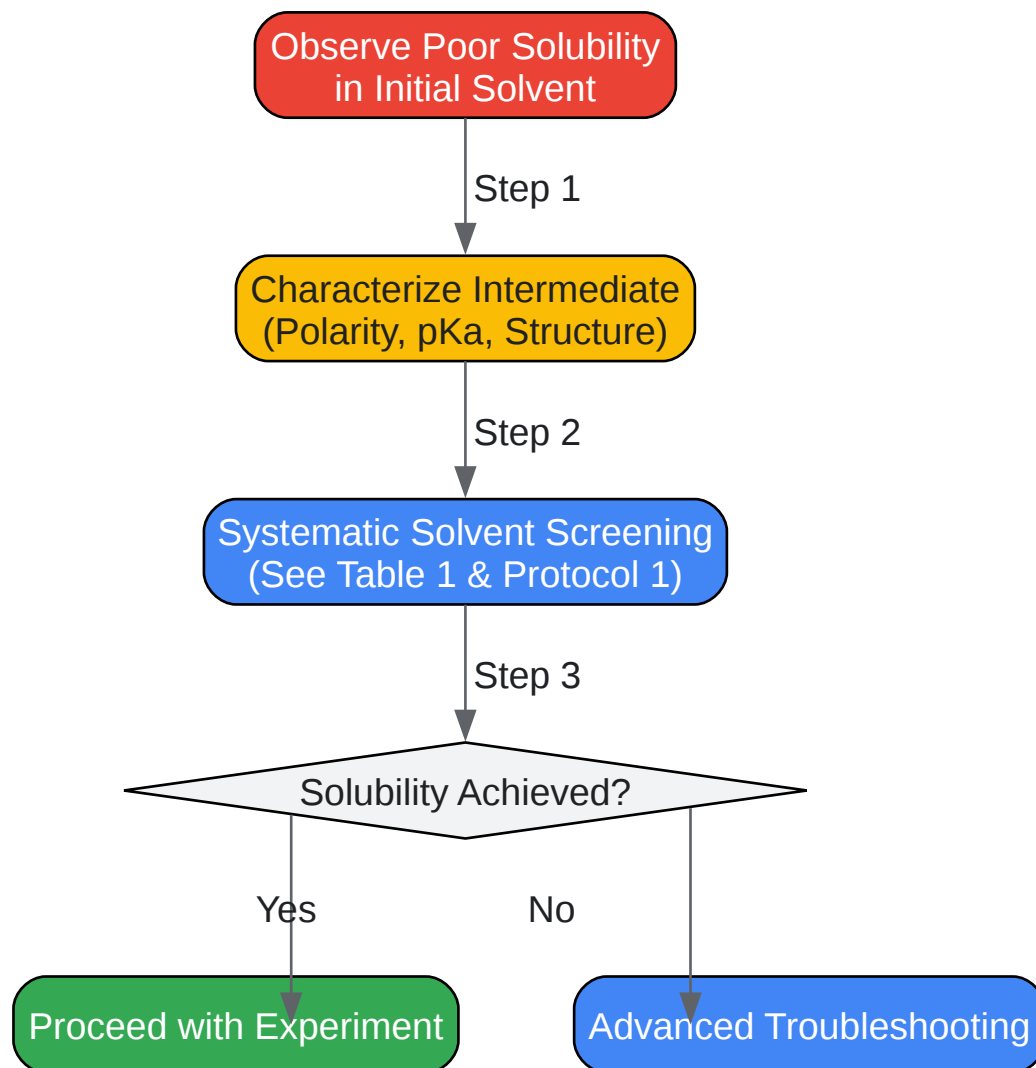 Observe Poor Solubility
in Initial Solvent
Step 1
Characterize Intermediate
(Polarity, pKa, Structure)
Step 2
Systematic Solvent Screening
(See Table 1 & Protocol 1)
Step 3
Solubility Achieved?
Yes
No
Proceed with Experiment
Advanced Troubleshooting